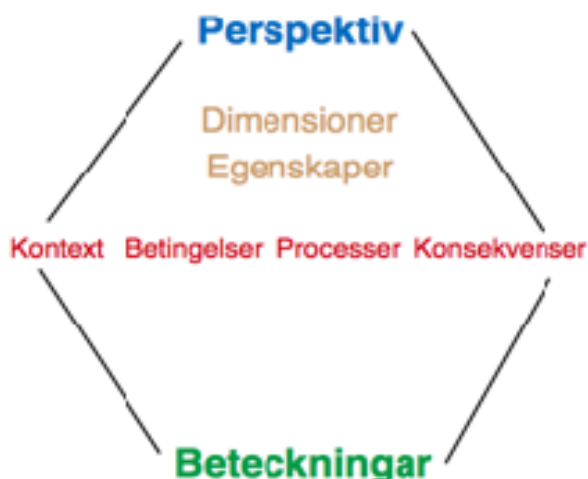 Perspektiv
Dimensioner
Egenskaper
Kontext Betingelser Processer Konsekvenser
Beteckningar